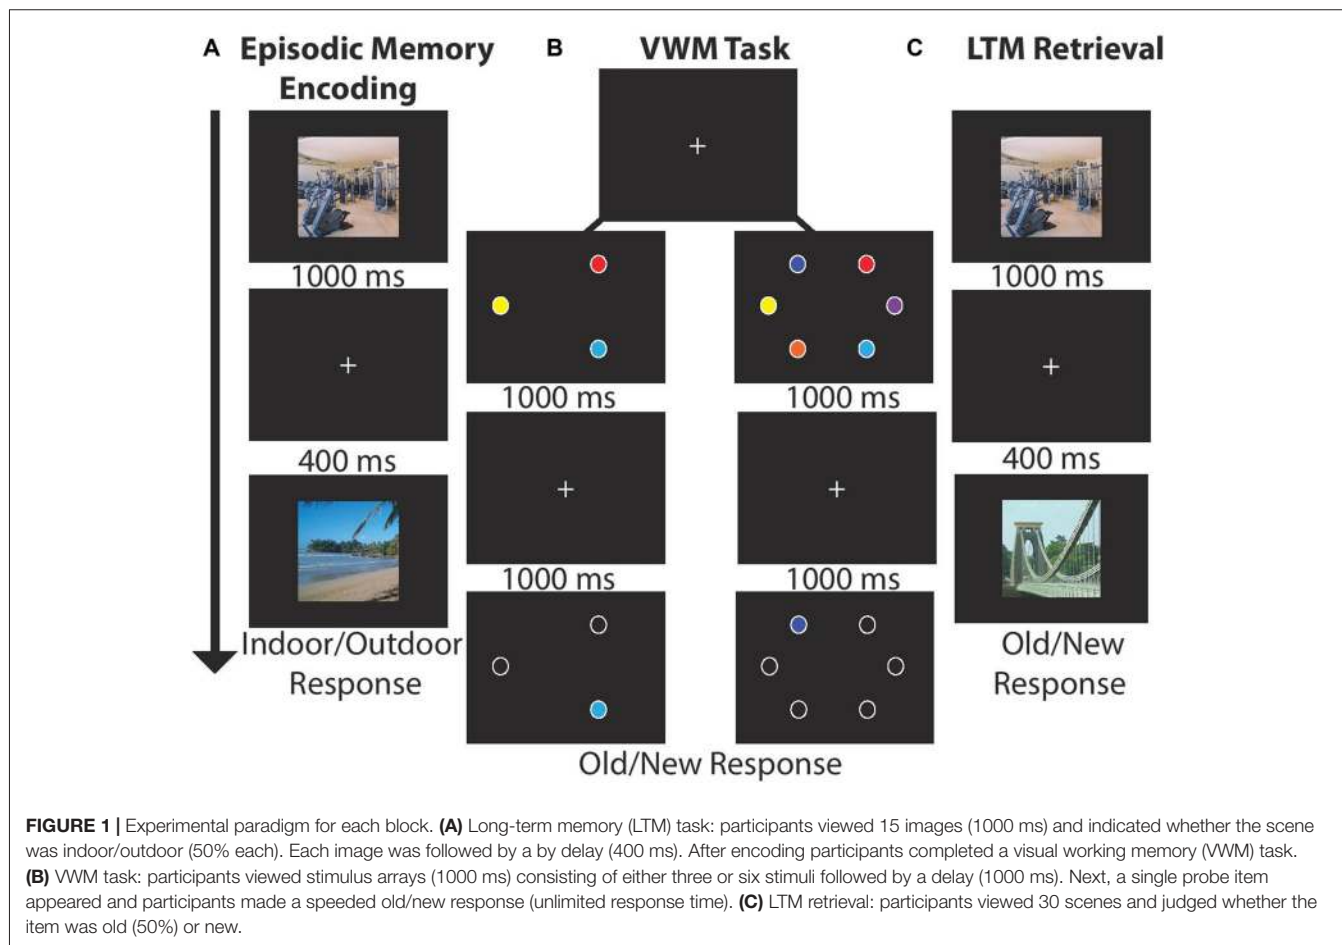 A Episodic Memory Encoding
1000 ms
400 ms
Indoor/Outdoor
Response
B VWM Task
1000 ms
1000 ms
1000 ms
1000 ms
Old/New Response
C LTM Retrieval
1000 ms
400 ms
Old/New
Response
FIGURE 1 | Experimental paradigm for each block. (A) Long-term memory (LTM) task: participants viewed 15 images (1000 ms) and indicated whether the scene
was indoor/outdoor (50% each). Each image was followed by a by delay (400 ms). After encoding participants completed a visual working memory (VWM) task.
(B) VWM task: participants viewed stimulus arrays (1000 ms) consisting of either three or six stimuli followed by a delay (1000 ms). Next, a single probe item
appeared and participants made a speeded old/new response (unlimited response time). (C) LTM retrieval: participants viewed 30 scenes and judged whether the
item was old (50%) or new.